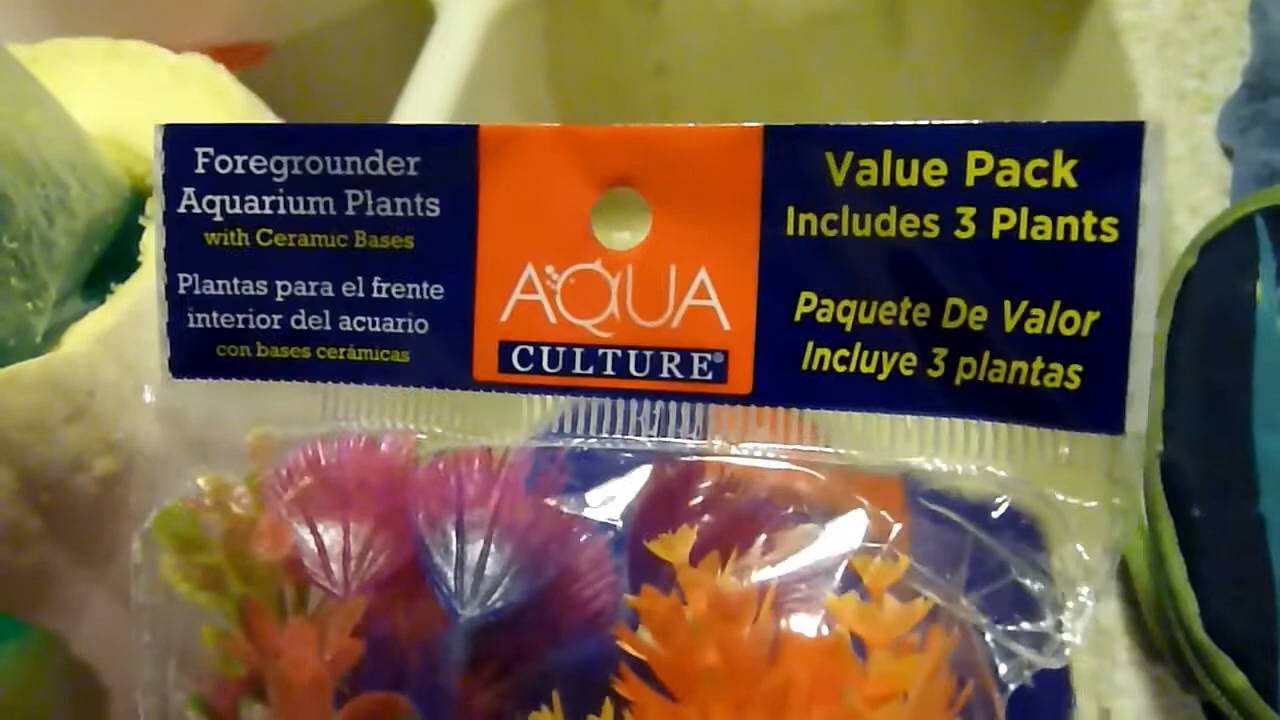 Foregrounder
Aquarium Plants
with Ceramic Bases
Plantas para el frente
interior del acuario
con bases cerámicas
AQUA
CULTURE®
Value Pack
Includes 3 Plants
Paquete De Valor
Incluye 3 plantas